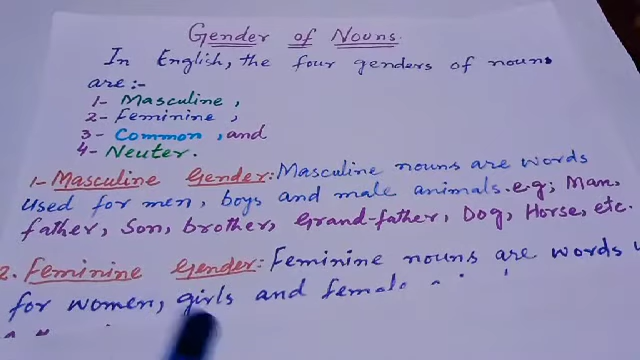 Gender of Nouns.
In English, the four genders of nouns
are:-
1- Masculine,
2- Feminine,
3- Common, and
4- Neuter.
1- Masculine Gender: Masculine nouns are words
used for men, boys and male animals. e.g; Man,
father, Son, brother, Grand-father, Dog, Horse, etc.
2. Feminine Gender: Feminine nouns are words
for women, girls and female